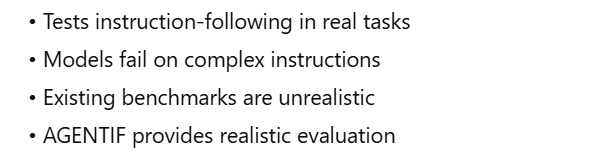 • Tests instruction-following in real tasks
• Models fail on complex instructions
• Existing benchmarks are unrealistic
• AGENTIF provides realistic evaluation